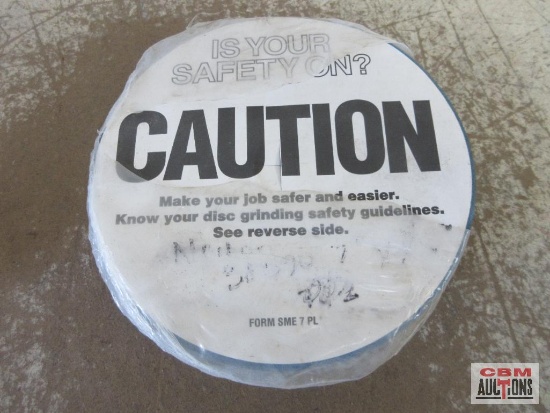 IS YOUR
SAFETY ON?
CAUTION
Make your job safer and easier.
Know your disc grinding safety guidelines.
See reverse side.
FORM SME 7 PL
CBM
AUCTIONS